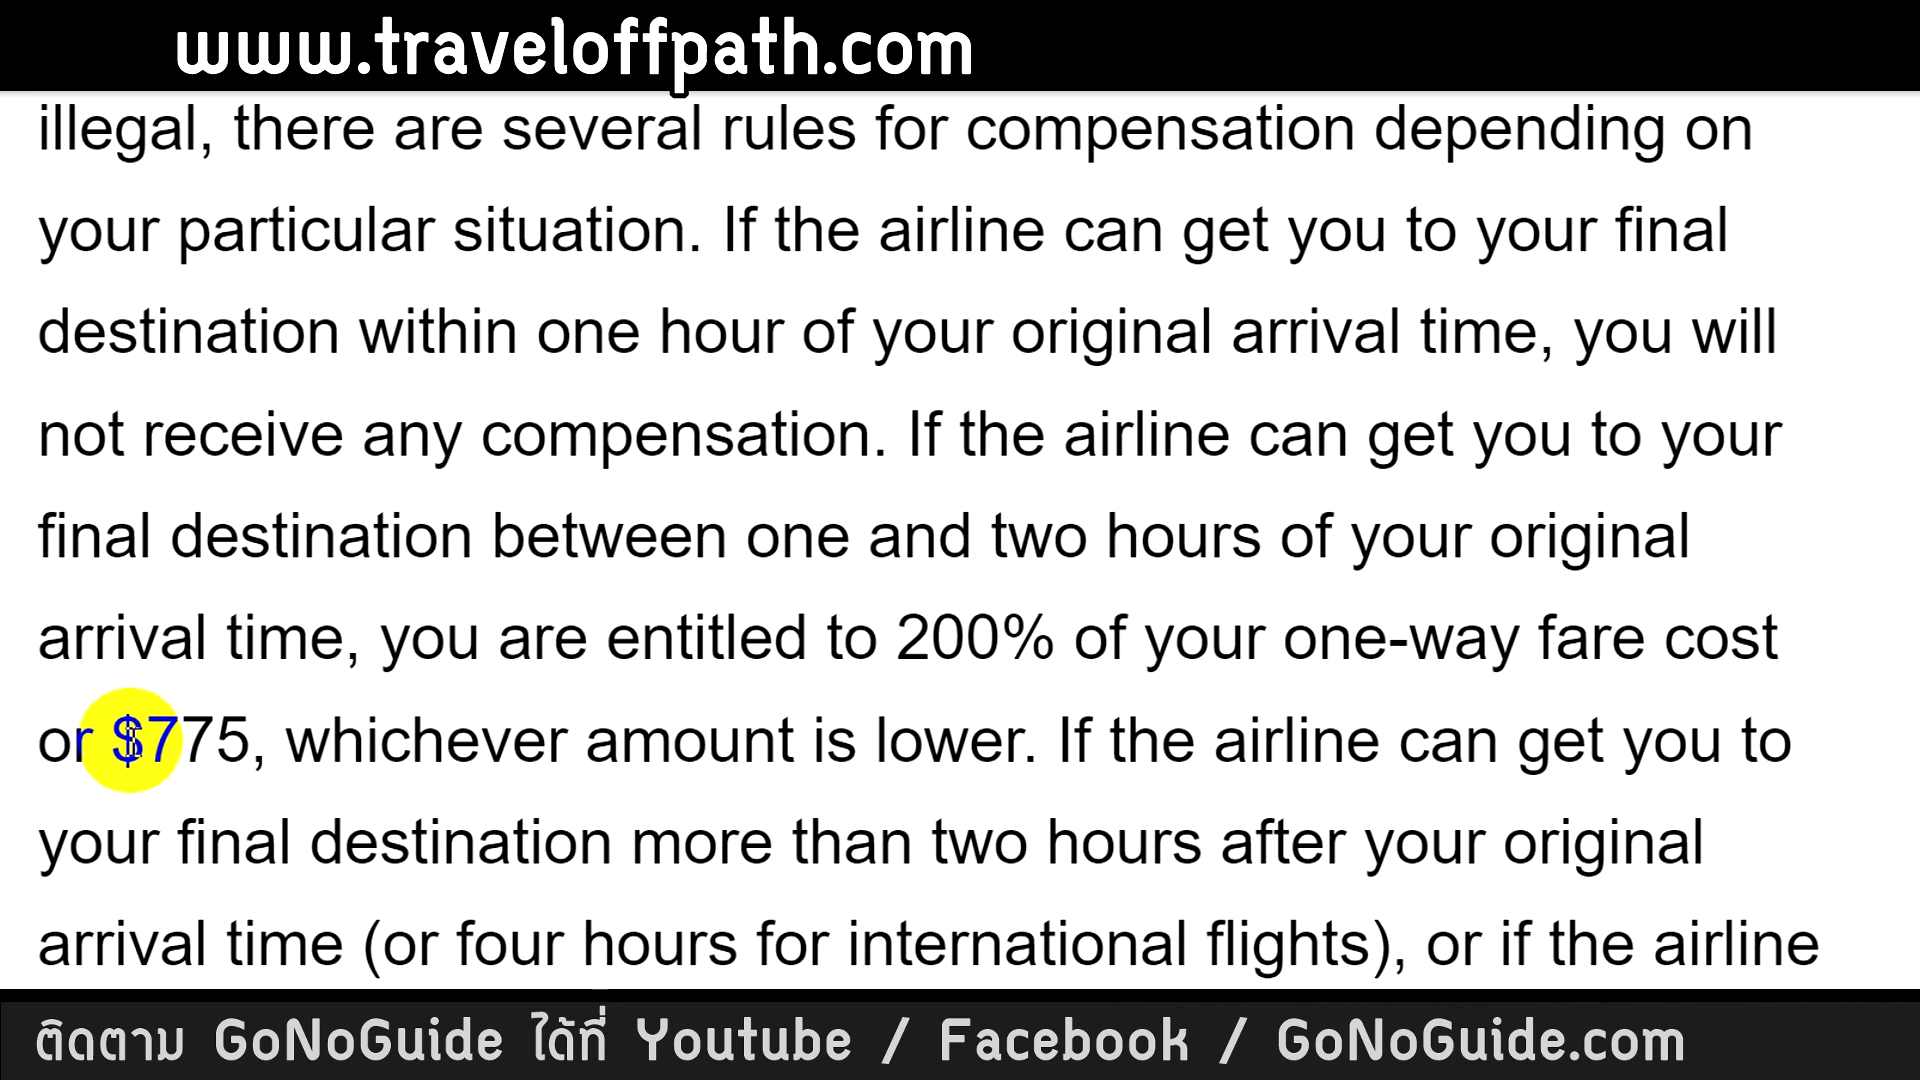 www.traveloffpath.com
illegal, there are several rules for compensation depending on
your particular situation. If the airline can get you to your final
destination within one hour of your original arrival time, you will
not receive any compensation. If the airline can get you to your
final destination between one and two hours of your original
arrival time, you are entitled to 200% of your one-way fare cost
or $775, whichever amount is lower. If the airline can get you to
your final destination more than two hours after your original
arrival time (or four hours for international flights), or if the airline
ติดตาม GoNoGuide ได้ที่ Youtube / Facebook / GoNoGuide.com